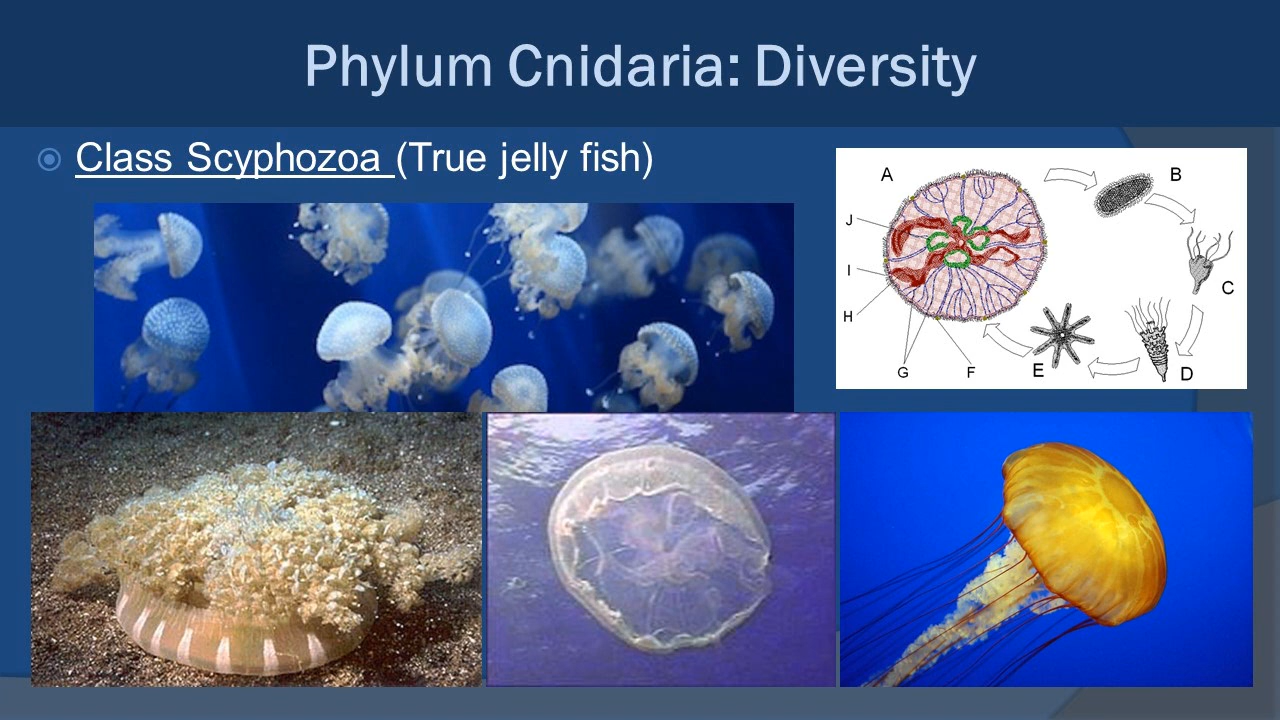 Phylum Cnidaria: Diversity
Class Scyphozoa (True jelly fish)
A
B
J
I
C
H
G
F
E
D